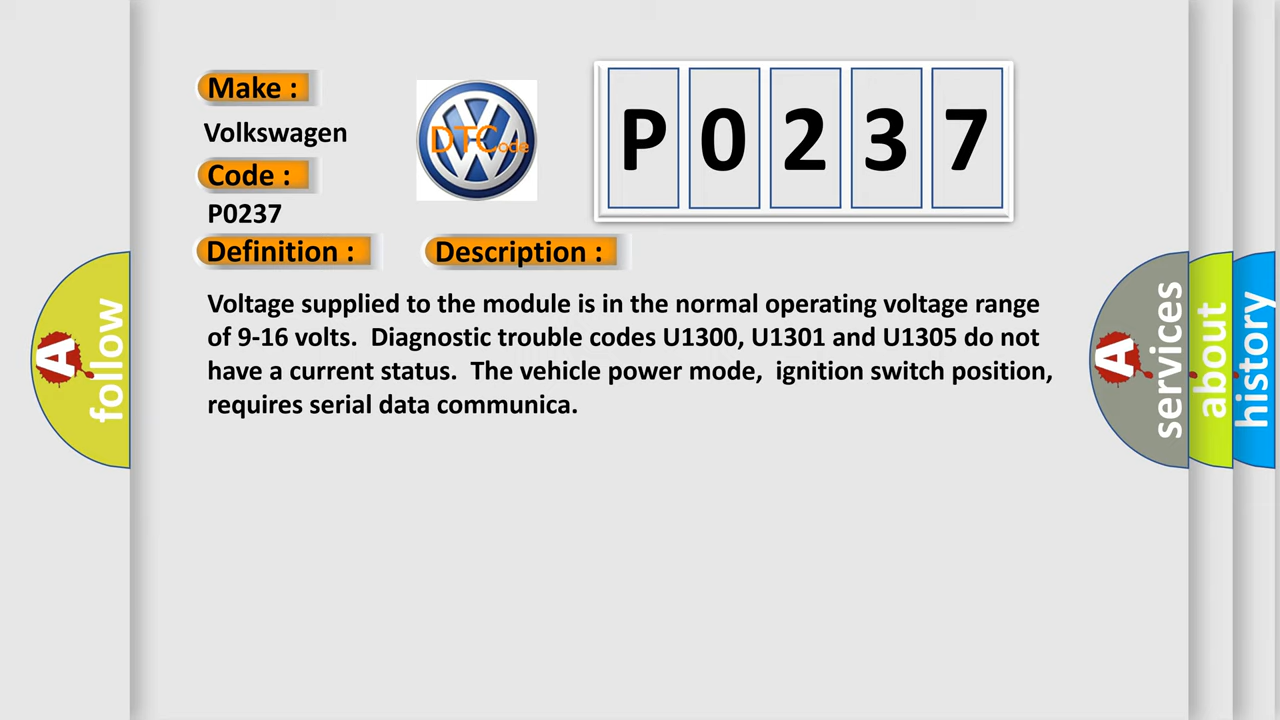 Make :
Volkswagen
Code :
P0237
Definition :
Description :
DTCode
P0237
Voltage supplied to the module is in the normal operating voltage range
of 9-16 volts  Diagnostic trouble codes U1300, U1301 and U1305 do not
have a current status  The vehicle power mode,  ignition switch position,
requires serial data communica.
A follow
A services
about
history